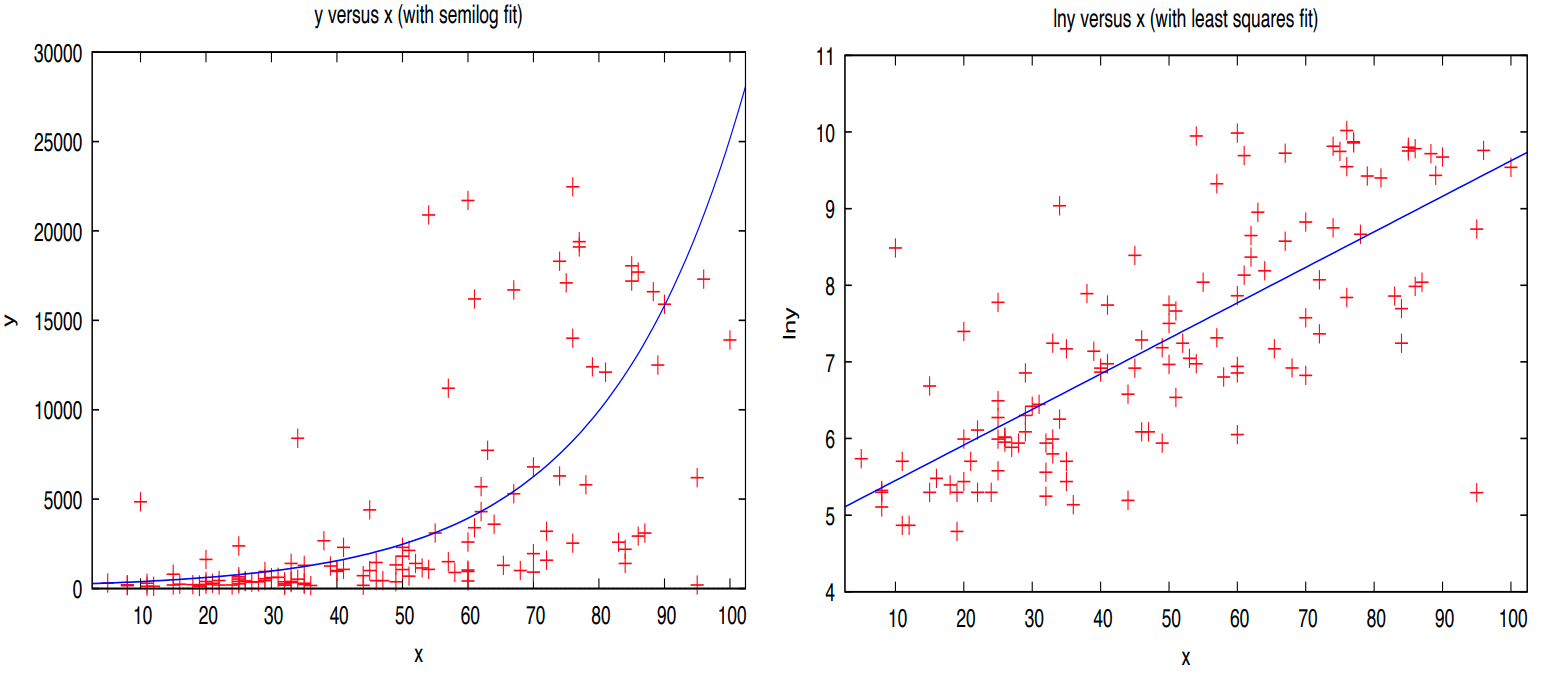 y versus x (with semilog fit)
30000
25000
20000
15000
10000
5000
0
y
10 20 30 40 50 60 70 80 90 100
x
lny versus x (with least squares fit)
11
10
9
8
7
6
5
4
lny
10 20 30 40 50 60 70 80 90 100
x